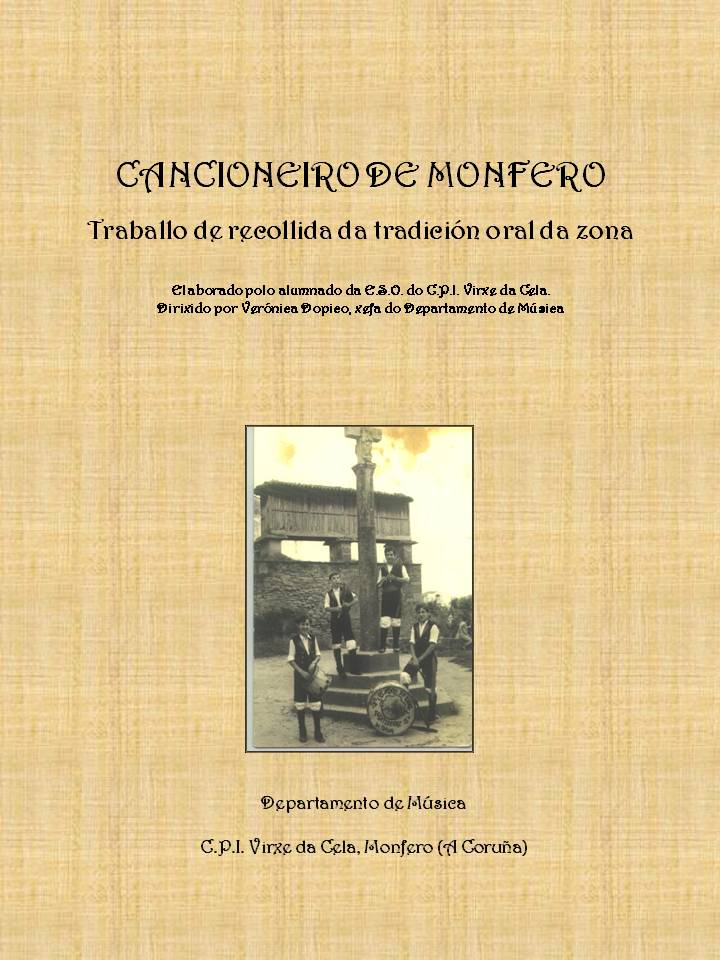 CANCIONEIRO DE MONFERO
Traballo de recollida da tradición oral da zona
Elaborado polo alumnado da E.S.O. do C.P.I. Virxe da Cela.
Dirixido por Verónica Dopico, xefa do Departamento de Música
Departamento de Música
C.P.I. Virxe da Cela, Monfero (A Coruña)